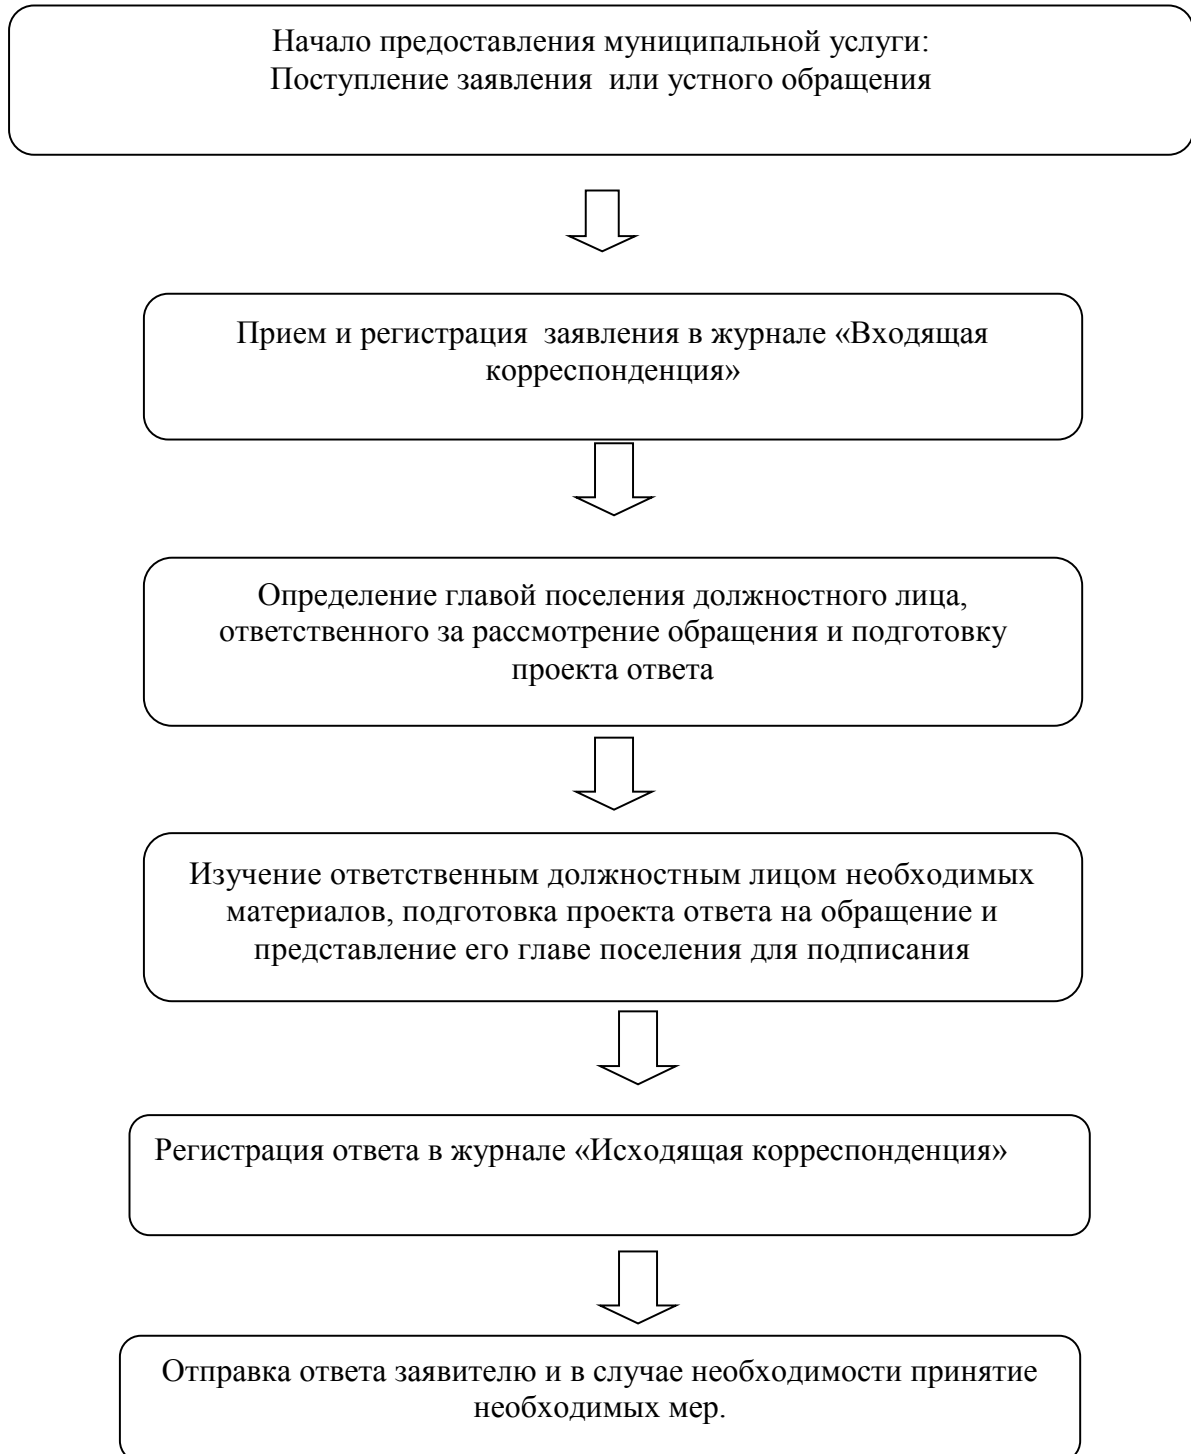 Начало предоставления муниципальной услуги:
Поступление заявления  или устного обращения
Прием и регистрация  заявления в журнале «Входящая
корреспонденция»
Определение главой поселения должностного лица,
ответственного за рассмотрение обращения и подготовку
проекта ответа
Изучение ответственным должностным лицом необходимых
материалов, подготовка проекта ответа на обращение и
представление его главе поселения для подписания
Регистрация ответа в журнале «Исходящая корреспонденция»
Отправка ответа заявителю и в случае необходимости принятие
необходимых мер.